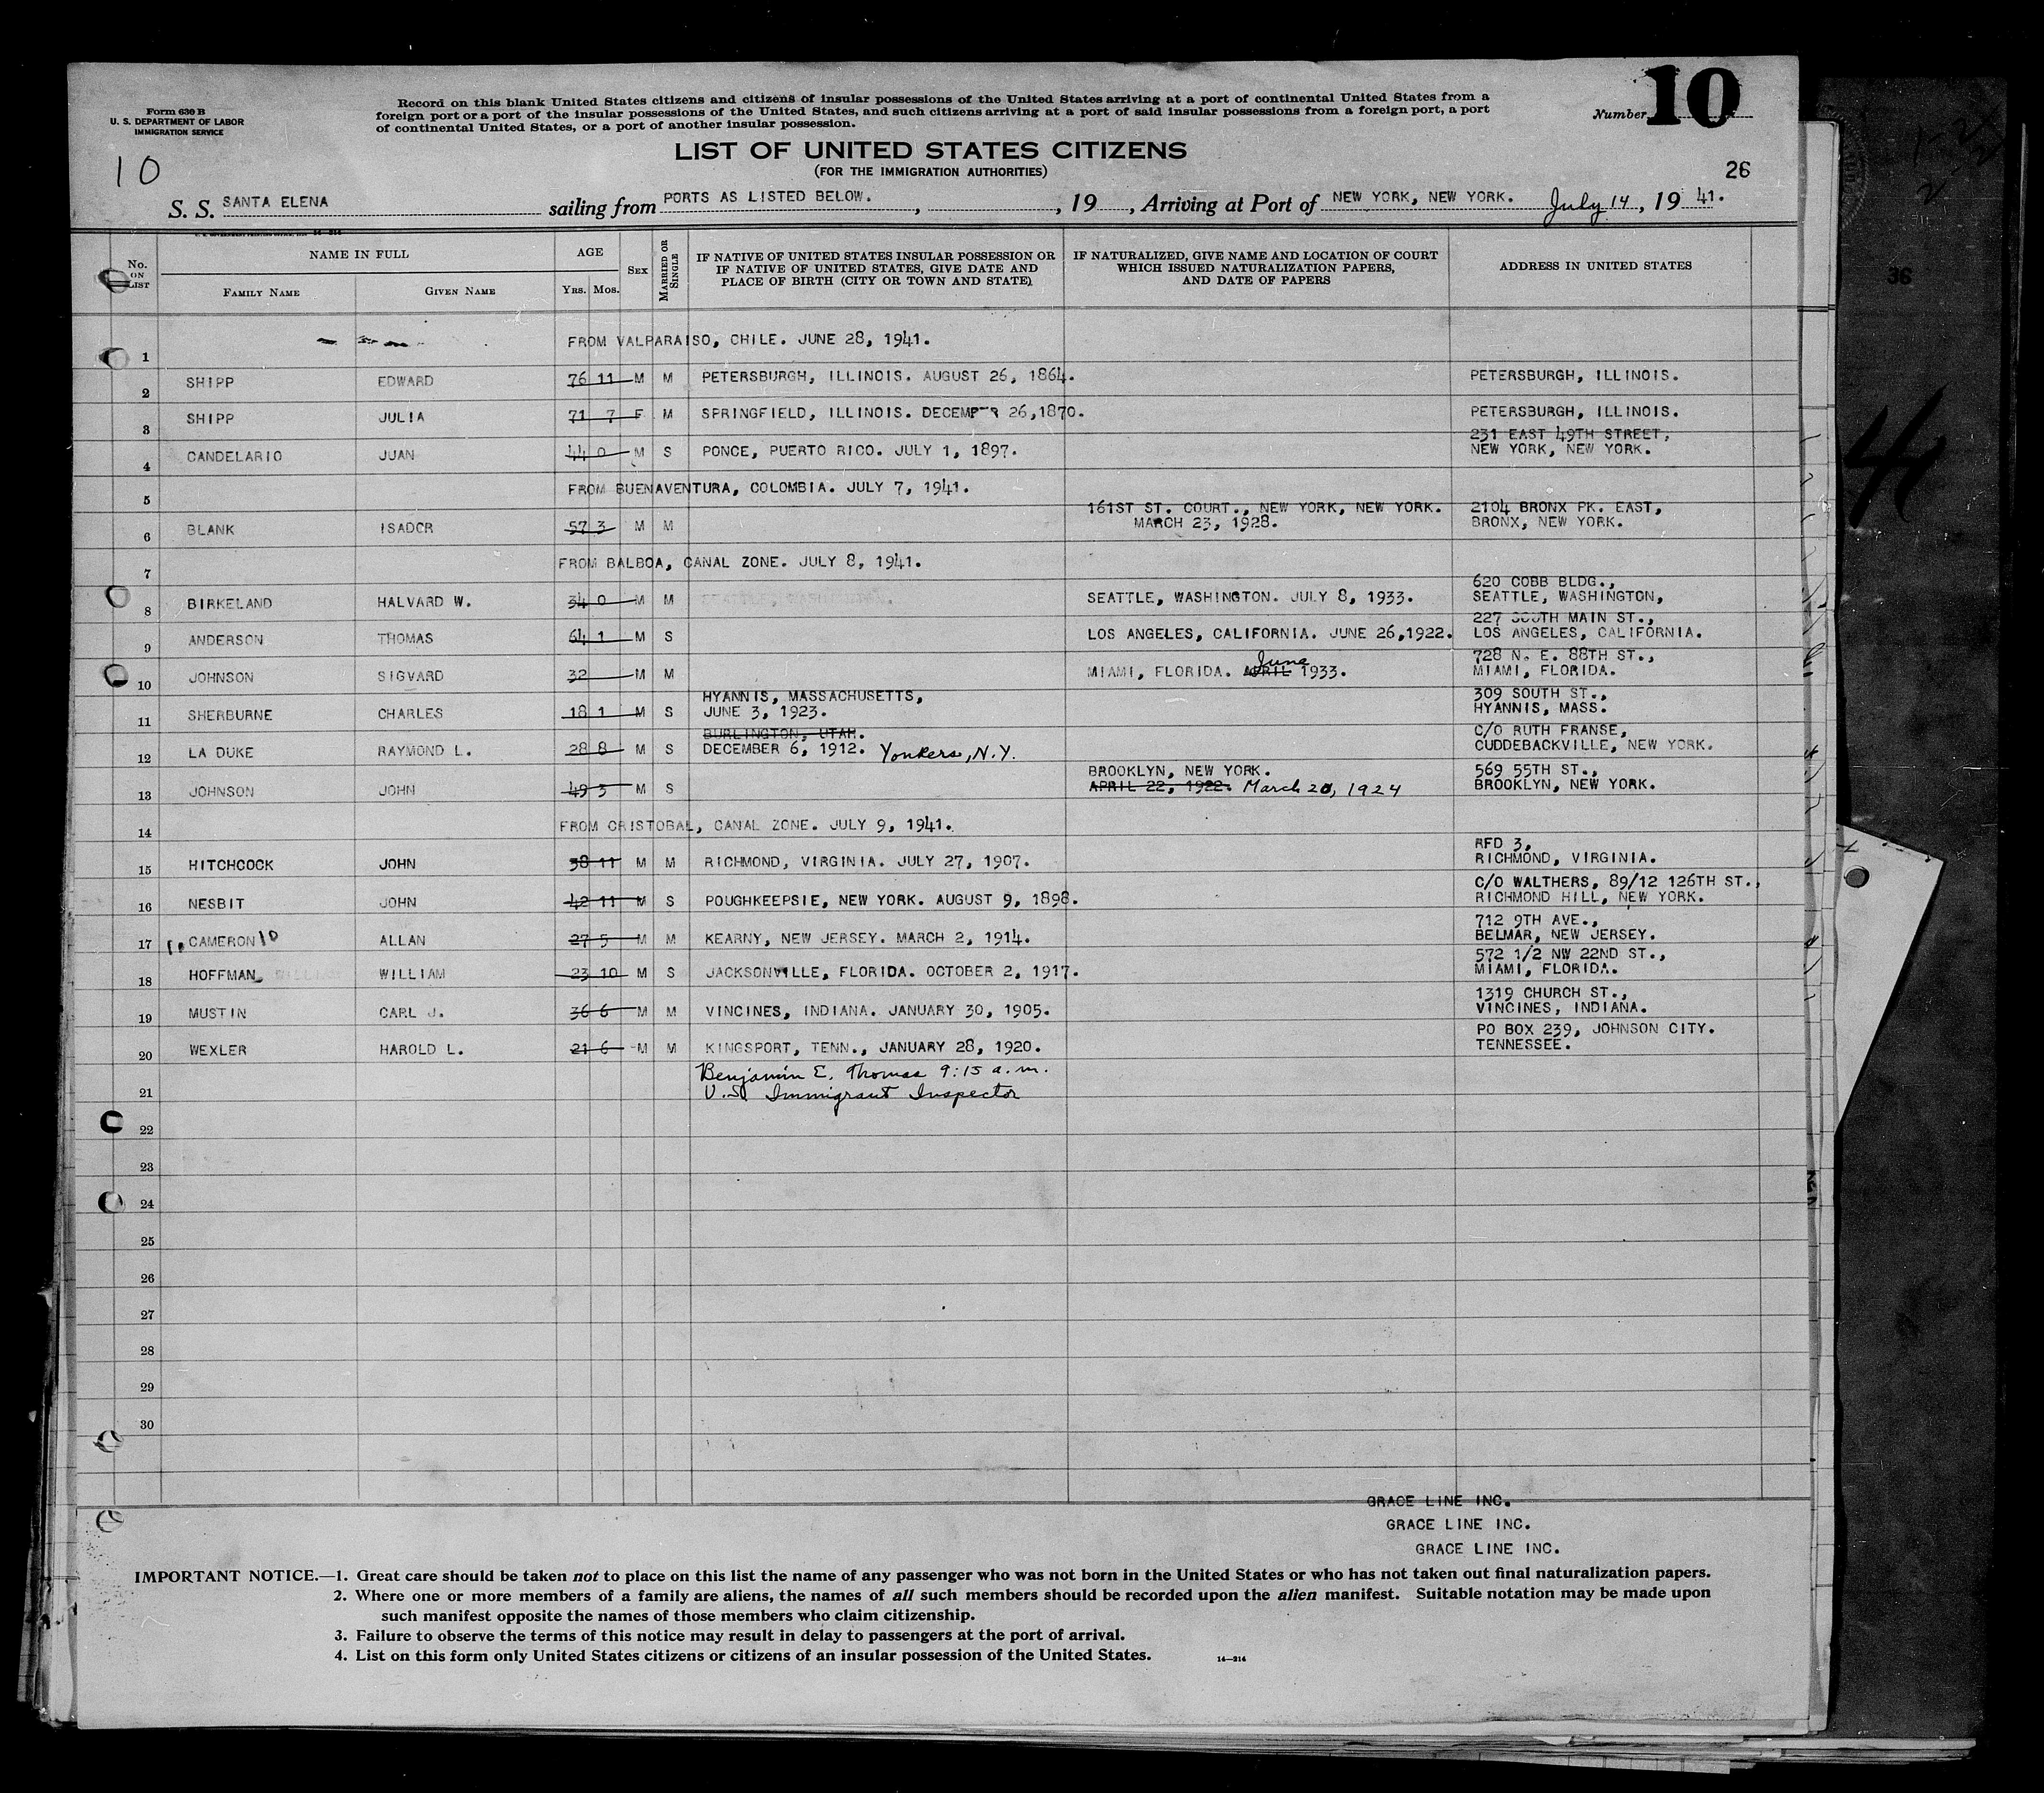 Form 630 B
U. S. DEPARTMENT OF LABOR
IMMIGRATION SERVICE
Record on this blank United States citizens and citizens of insular possessions of the United States arriving at a port of continental United States from a
foreign port or a port of the insular possessions of the United States, and such citizens arriving at a port of said insular possessions from a foreign port, a port
of continental United States, or a port of another insular possession.
Number 10
10
LIST OF UNITED STATES CITIZENS
(FOR THE IMMIGRATION AUTHORITIES)
26
S. S. SANTA ELENA sailing from PORTS AS LISTED BELOW. , , 19 , Arriving at Port of NEW YORK, NEW YORK. July 14, 19 41.
No. ON LIST
NAME IN FULL
FAMILY NAME GIVEN NAME
AGE
YRS. MOS.
SEX
MARRIED OR SINGLE
IF NATIVE OF UNITED STATES INSULAR POSSESSION OR
IF NATIVE OF UNITED STATES, GIVE DATE AND
PLACE OF BIRTH (CITY OR TOWN AND STATE)
IF NATURALIZED, GIVE NAME AND LOCATION OF COURT
WHICH ISSUED NATURALIZATION PAPERS,
AND DATE OF PAPERS
ADDRESS IN UNITED STATES
1 FROM VALPARAISO, CHILE. JUNE 28, 1941.
2 SHIPP EDWARD 76 11 M M PETERSBURGH, ILLINOIS. AUGUST 26, 1864. PETERSBURGH, ILLINOIS.
3 SHIPP JULIA 71 7 F M SPRINGFIELD, ILLINOIS. 26,1870. PETERSBURGH, ILLINOIS.
231 EAST 49TH STREET,
4 CANDELARIO JUAN 44 0 M S PONCE, PUERTO RICO. JULY 1, 1897. NEW YORK, NEW YORK.
5 FROM BUENAVENTURA, COLOMBIA. JULY 7, 1941.
161ST ST. COURT., NEW YORK, NEW YORK. 2104 BRONX PK. EAST,
6 BLANK ISADOR 57 3 M M MARCH 23, 1928. BRONX, NEW YORK.
7 FROM BALBOA, CANAL ZONE. JULY 8, 1941.
620 COBB BLDG.,
8 BIRKELAND HALVARD W. 34 0 M M SEATTLE, WASHINGTON. JULY 8, 1933. SEATTLE, WASHINGTON,
227 SOUTH MAIN ST.,
9 ANDERSON THOMAS 64 1 M S LOS ANGELES, CALIFORNIA. JUNE 26,1922. LOS ANGELES, CALIFORNIA.
June 728 N. E. 88TH ST.,
10 JOHNSON SIGVARD 32 M M MIAMI, FLORIDA. APRIL 1933. MIAMI, FLORIDA.
HYANNIS, MASSACHUSETTS, 309 SOUTH ST.,
11 SHERBURNE CHARLES 18 1 M S JUNE 3, 1923. HYANNIS, MASS.
BURLINGTON, UTAH. C/O RUTH FRANSE,
12 LA DUKE RAYMOND L. 28 8 M S DECEMBER 6, 1912. Yonkers, N.Y. CUDDEBACKVILLE, NEW YORK.
BROOKLYN, NEW YORK. 569 55TH ST.,
13 JOHNSON JOHN 49 3 M S APRIL 22, 1922. March 20, 1924 BROOKLYN, NEW YORK.
14 FROM CRISTOBAL, CANAL ZONE. JULY 9, 1941.
RFD 3,
15 HITCHCOCK JOHN 38 11 M M RICHMOND, VIRGINIA. JULY 27, 1907. RICHMOND, VIRGINIA.
C/O WALTHERS, 89/12 126TH ST.,
16 NESBIT JOHN 42 11 M S POUGHKEEPSIE, NEW YORK. AUGUST 9, 1898. RICHMOND HILL, NEW YORK.
712 9TH AVE.,
17 CAMERON 10 ALLAN 27 5 M M KEARNY, NEW JERSEY. MARCH 2, 1914. BELMAR, NEW JERSEY.
572 1/2 NW 22ND ST.,
18 HOFFMAN WILLIAM 23 10 M S JACKSONVILLE, FLORIDA. OCTOBER 2, 1917. MIAMI, FLORIDA.
1319 CHURCH ST.,
19 MUSTIN CARL J. 36 6 M M VINCINES, INDIANA. JANUARY 30, 1905. VINCINES, INDIANA.
PO BOX 239, JOHNSON CITY.
20 WEXLER HAROLD L. 21 6 M M KINGSPORT, TENN., JANUARY 28, 1920. TENNESSEE.
Benjamin E. Thomas 9:15 a.m.
21 U.S. Immigrant Inspector
22
23
24
25
26
27
28
29
30
GRACE LINE INC.
GRACE LINE INC.
GRACE LINE INC.
IMPORTANT NOTICE.—1. Great care should be taken not to place on this list the name of any passenger who was not born in the United States or who has not taken out final naturalization papers.
2. Where one or more members of a family are aliens, the names of all such members should be recorded upon the alien manifest. Suitable notation may be made upon
such manifest opposite the names of those members who claim citizenship.
3. Failure to observe the terms of this notice may result in delay to passengers at the port of arrival.
4. List on this form only United States citizens or citizens of an insular possession of the United States. 14—214
36